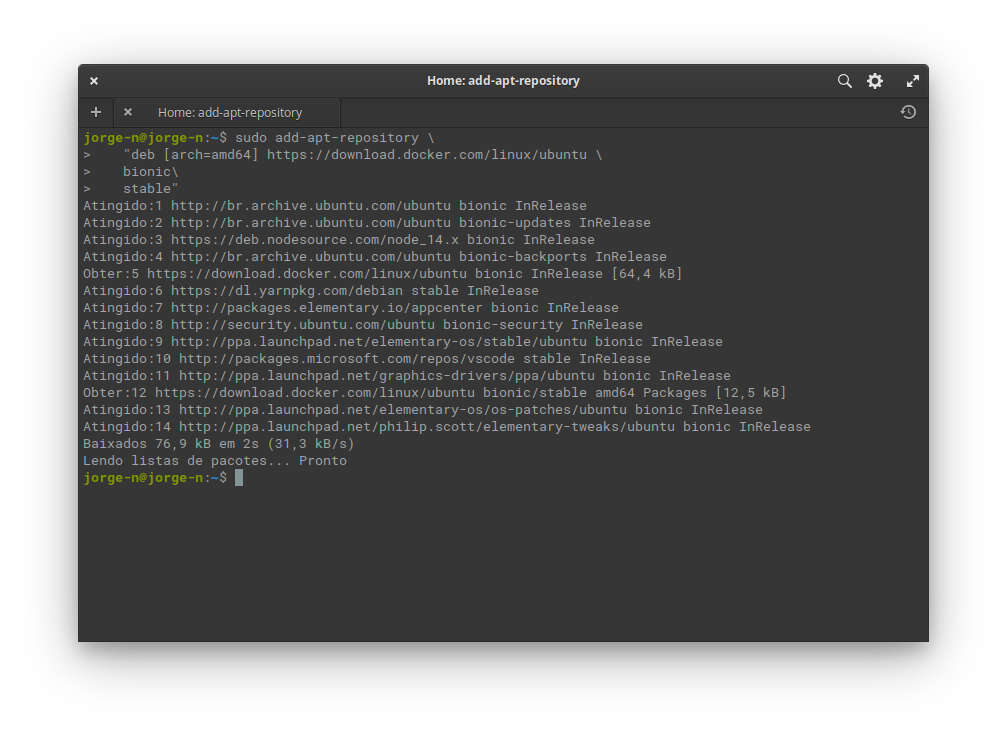 Home: add-apt-repository
Home: add-apt-repository
jorge-n@jorge-n:~$ sudo add-apt-repository \
>    "deb [arch=amd64] https://download.docker.com/linux/ubuntu \
>    bionic\
>    stable"
Atingido:1 http://br.archive.ubuntu.com/ubuntu bionic InRelease
Atingido:2 http://br.archive.ubuntu.com/ubuntu bionic-updates InRelease
Atingido:3 https://deb.nodesource.com/node_14.x bionic InRelease
Atingido:4 http://br.archive.ubuntu.com/ubuntu bionic-backports InRelease
Obter:5 https://download.docker.com/linux/ubuntu bionic InRelease [64,4 kB]
Atingido:6 https://dl.yarnpkg.com/debian stable InRelease
Atingido:7 http://packages.elementary.io/appcenter bionic InRelease
Atingido:8 http://security.ubuntu.com/ubuntu bionic-security InRelease
Atingido:9 http://ppa.launchpad.net/elementary-os/stable/ubuntu bionic InRelease
Atingido:10 http://packages.microsoft.com/repos/vscode stable InRelease
Atingido:11 http://ppa.launchpad.net/graphics-drivers/ppa/ubuntu bionic InRelease
Obter:12 https://download.docker.com/linux/ubuntu bionic/stable amd64 Packages [12,5 kB]
Atingido:13 http://ppa.launchpad.net/elementary-os/os-patches/ubuntu bionic InRelease
Atingido:14 http://ppa.launchpad.net/philip.scott/elementary-tweaks/ubuntu bionic InRelease
Baixados 76,9 kB em 2s (31,3 kB/s)
Lendo listas de pacotes... Pronto
jorge-n@jorge-n:~$